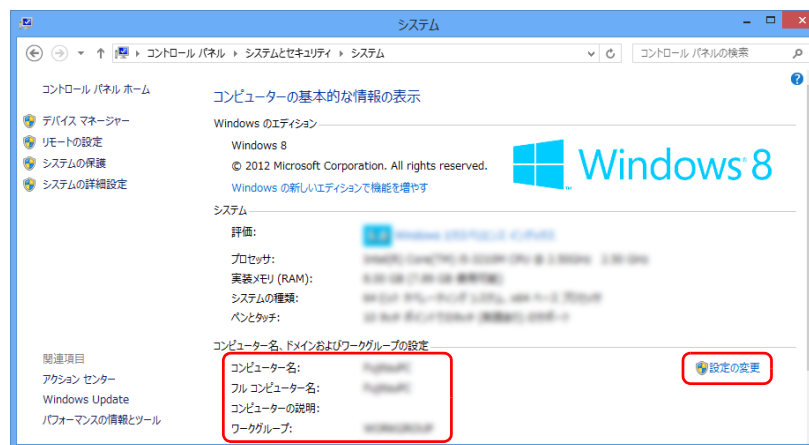 システム
コントロール パネル ▸ システムとセキュリティ ▸ システム
コントロール パネルの検索
コントロール パネル ホーム
デバイス マネージャー
リモートの設定
システムの保護
システムの詳細設定
コンピューターの基本的な情報の表示
Windows のエディション
Windows 8
© 2012 Microsoft Corporation. All rights reserved.
Windows の新しいエディションで機能を増やす
Windows 8
システム
評価:
プロセッサ:
実装メモリ (RAM):
システムの種類:
ペンとタッチ:
コンピューター名、ドメインおよびワークグループの設定
コンピューター名:
フル コンピューター名:
コンピューターの説明:
ワークグループ:
設定の変更
関連項目
アクション センター
Windows Update
パフォーマンスの情報とツール